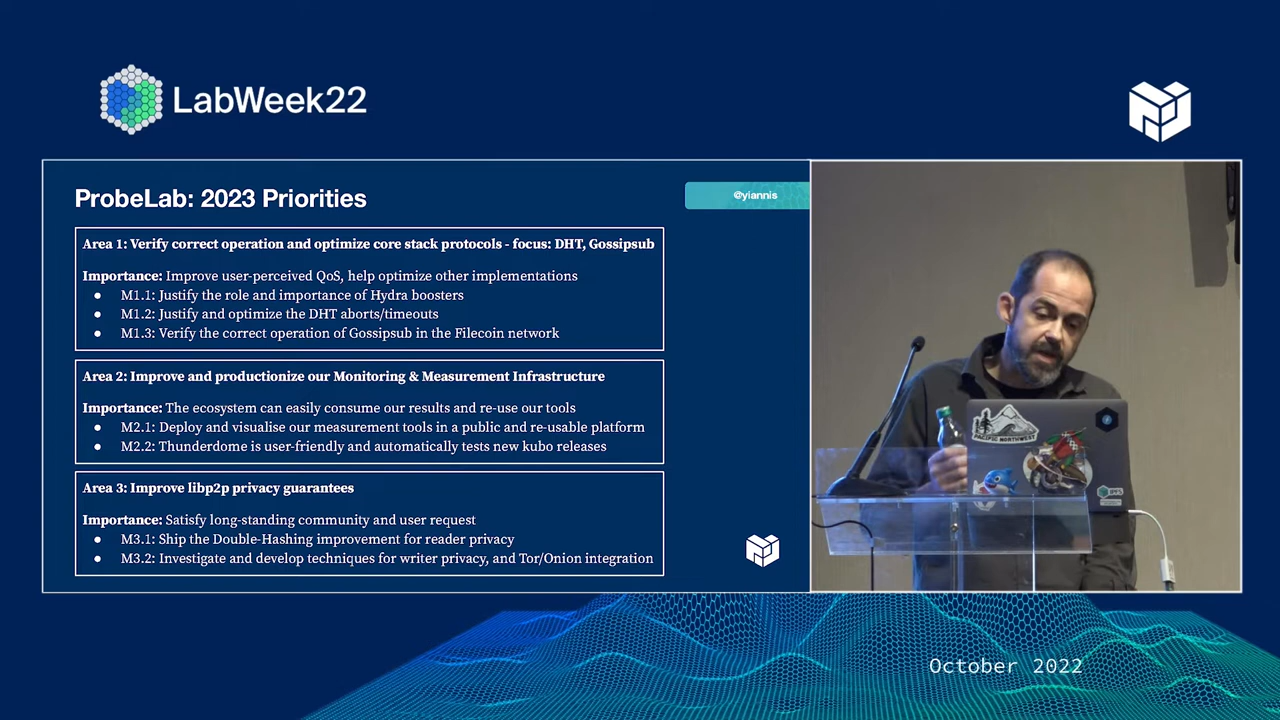 LabWeek22
ProbeLab: 2023 Priorities
@yiannis
Area 1: Verify correct operation and optimize core stack protocols - focus: DHT, Gossipsub
Importance: Improve user-perceived QoS, help optimize other implementations
● M1.1: Justify the role and importance of Hydra boosters
● M1.2: Justify and optimize the DHT aborts/timeouts
● M1.3: Verify the correct operation of Gossipsub in the Filecoin network
Area 2: Improve and productionize our Monitoring & Measurement Infrastructure
Importance: The ecosystem can easily consume our results and re-use our tools
● M2.1: Deploy and visualise our measurement tools in a public and re-usable platform
● M2.2: Thunderdome is user-friendly and automatically tests new kubo releases
Area 3: Improve libp2p privacy guarantees
Importance: Satisfy long-standing community and user request
● M3.1: Ship the Double-Hashing improvement for reader privacy
● M3.2: Investigate and develop techniques for writer privacy, and Tor/Onion integration
PACIFIC NORTHWEST
IPFS
October 2022